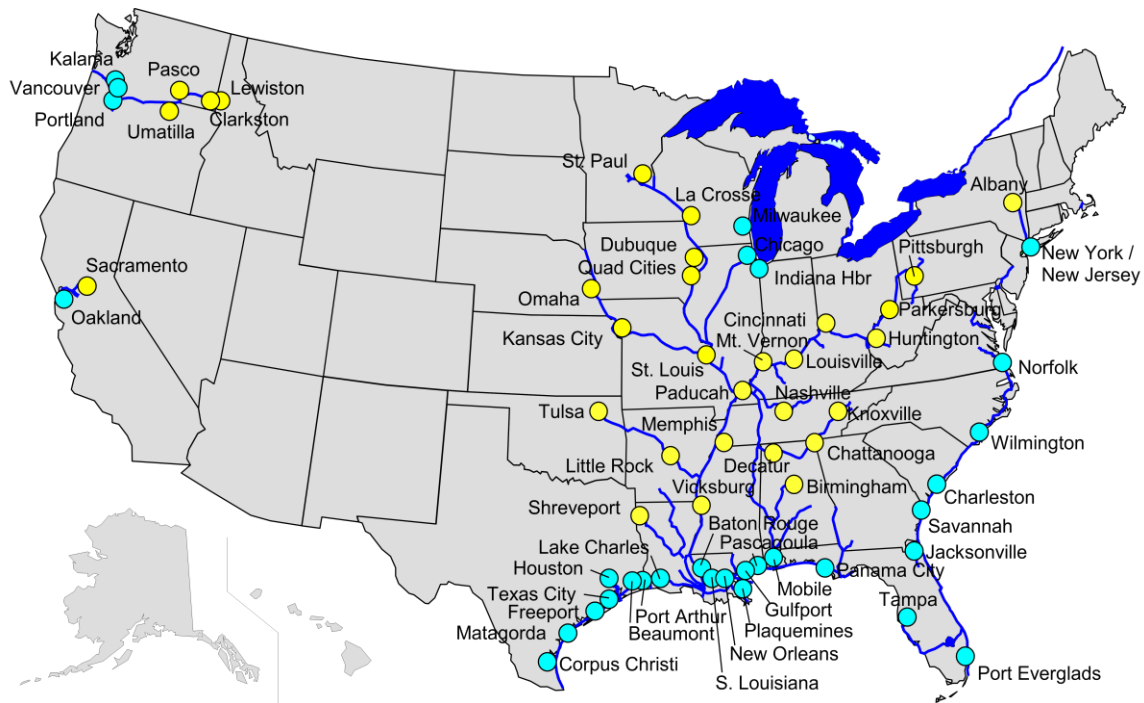 Kalama
Vancouver
Portland
Pasco
Lewiston
Umatilla
Clarkston
Sacramento
Oakland
St. Paul
La Crosse
Milwaukee
Dubuque
Chicago
Quad Cities
Indiana Hbr
Omaha
Kansas City
St. Louis
Cincinnati
Mt. Vernon
Louisville
Paducah
Nashville
Albany
Pittsburgh
New York /
New Jersey
Parkersburg
Huntington
Norfolk
Tulsa
Memphis
Knoxville
Wilmington
Little Rock
Decatur
Chattanooga
Vicksburg
Birmingham
Charleston
Shreveport
Baton Rouge
Savannah
Lake Charles
Pascagoula
Jacksonville
Houston
Panama City
Texas City
Mobile
Freeport
Port Arthur
Gulfport
Tampa
Matagorda
Beaumont
Plaquemines
New Orleans
Corpus Christi
S. Louisiana
Port Everglads